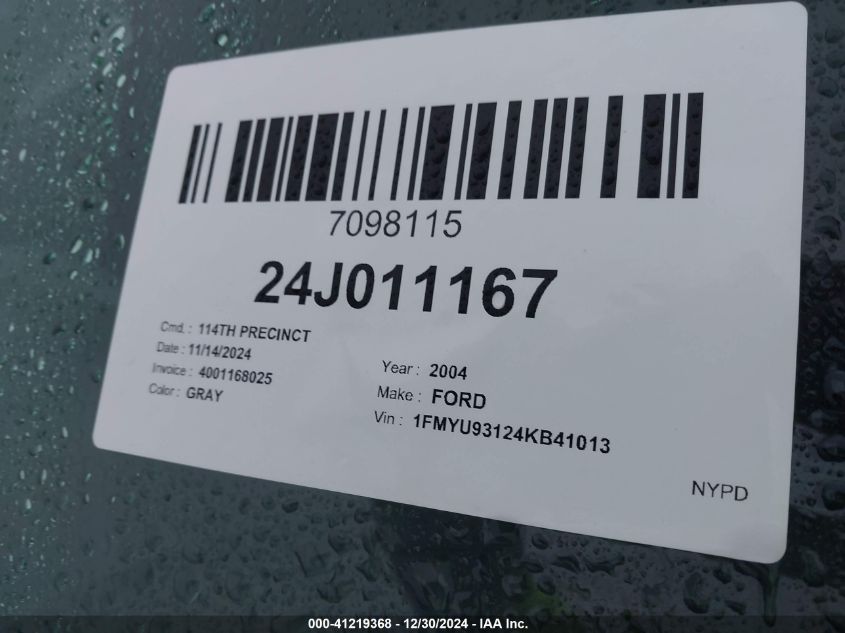 7098115
24J011167
Cmd. : 114TH PRECINCT
Date : 11/14/2024
Invoice : 4001168025
Color : GRAY
Year : 2004
Make : FORD
Vin : 1FMYU93124KB41013
NYPD
000-41219368 - 12/30/2024 - IAA Inc.